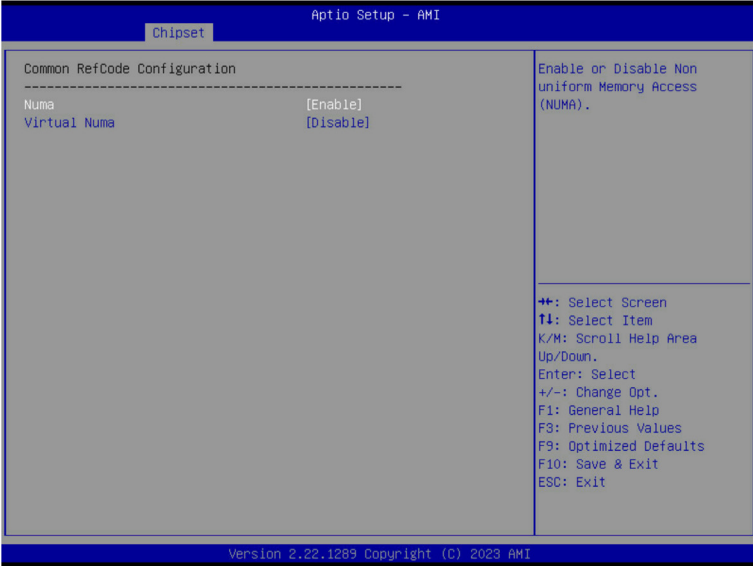 Aptio Setup – AMI
Chipset
Common RefCode Configuration
--------------------------------------------------
Numa [Enable]
Virtual Numa [Disable]
Enable or Disable Non
uniform Memory Access
(NUMA).
→←: Select Screen
↑↓: Select Item
K/M: Scroll Help Area
Up/Down.
Enter: Select
+/-: Change Opt.
F1: General Help
F3: Previous Values
F9: Optimized Defaults
F10: Save & Exit
ESC: Exit
Version 2.22.1289 Copyright (C) 2023 AMI